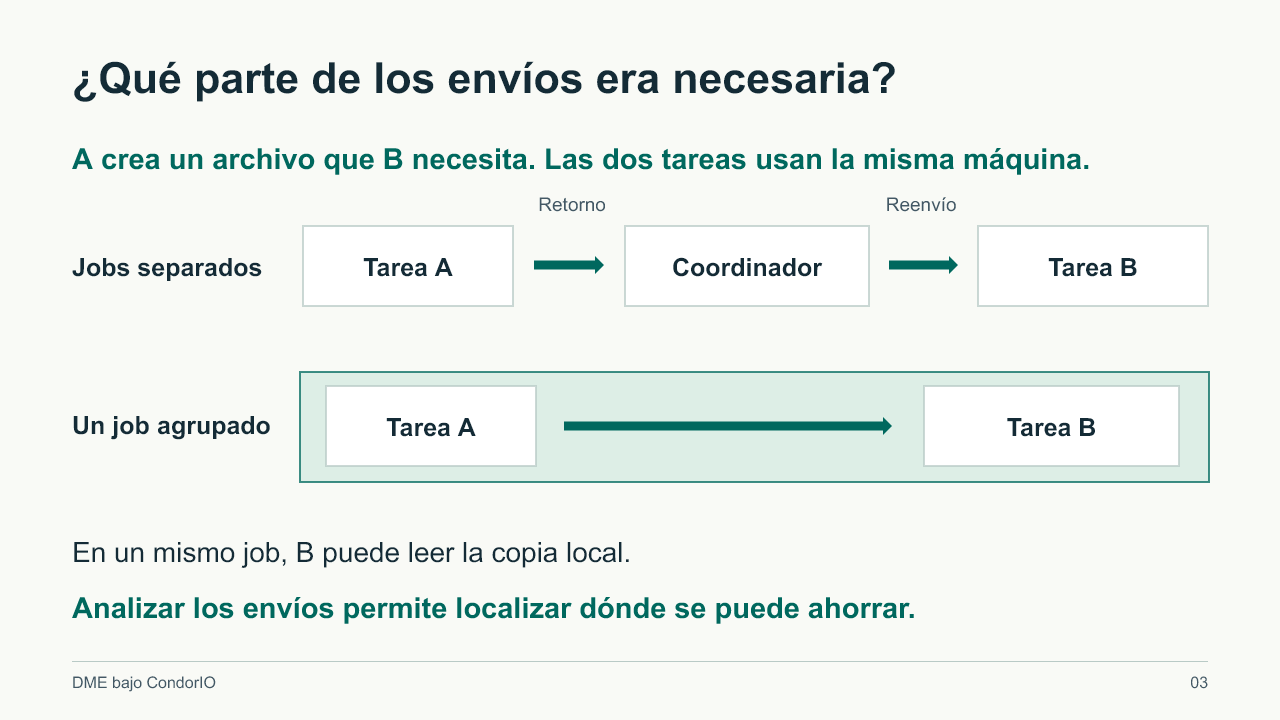 ¿Qué parte de los envíos era necesaria?
A crea un archivo que B necesita. Las dos tareas usan la misma máquina.
Retorno
Reenvío
Jobs separados
Tarea A
Coordinador
Tarea B
Un job agrupado
Tarea A
Tarea B
En un mismo job, B puede leer la copia local.
Analizar los envíos permite localizar dónde se puede ahorrar.
DME bajo CondorIO
03